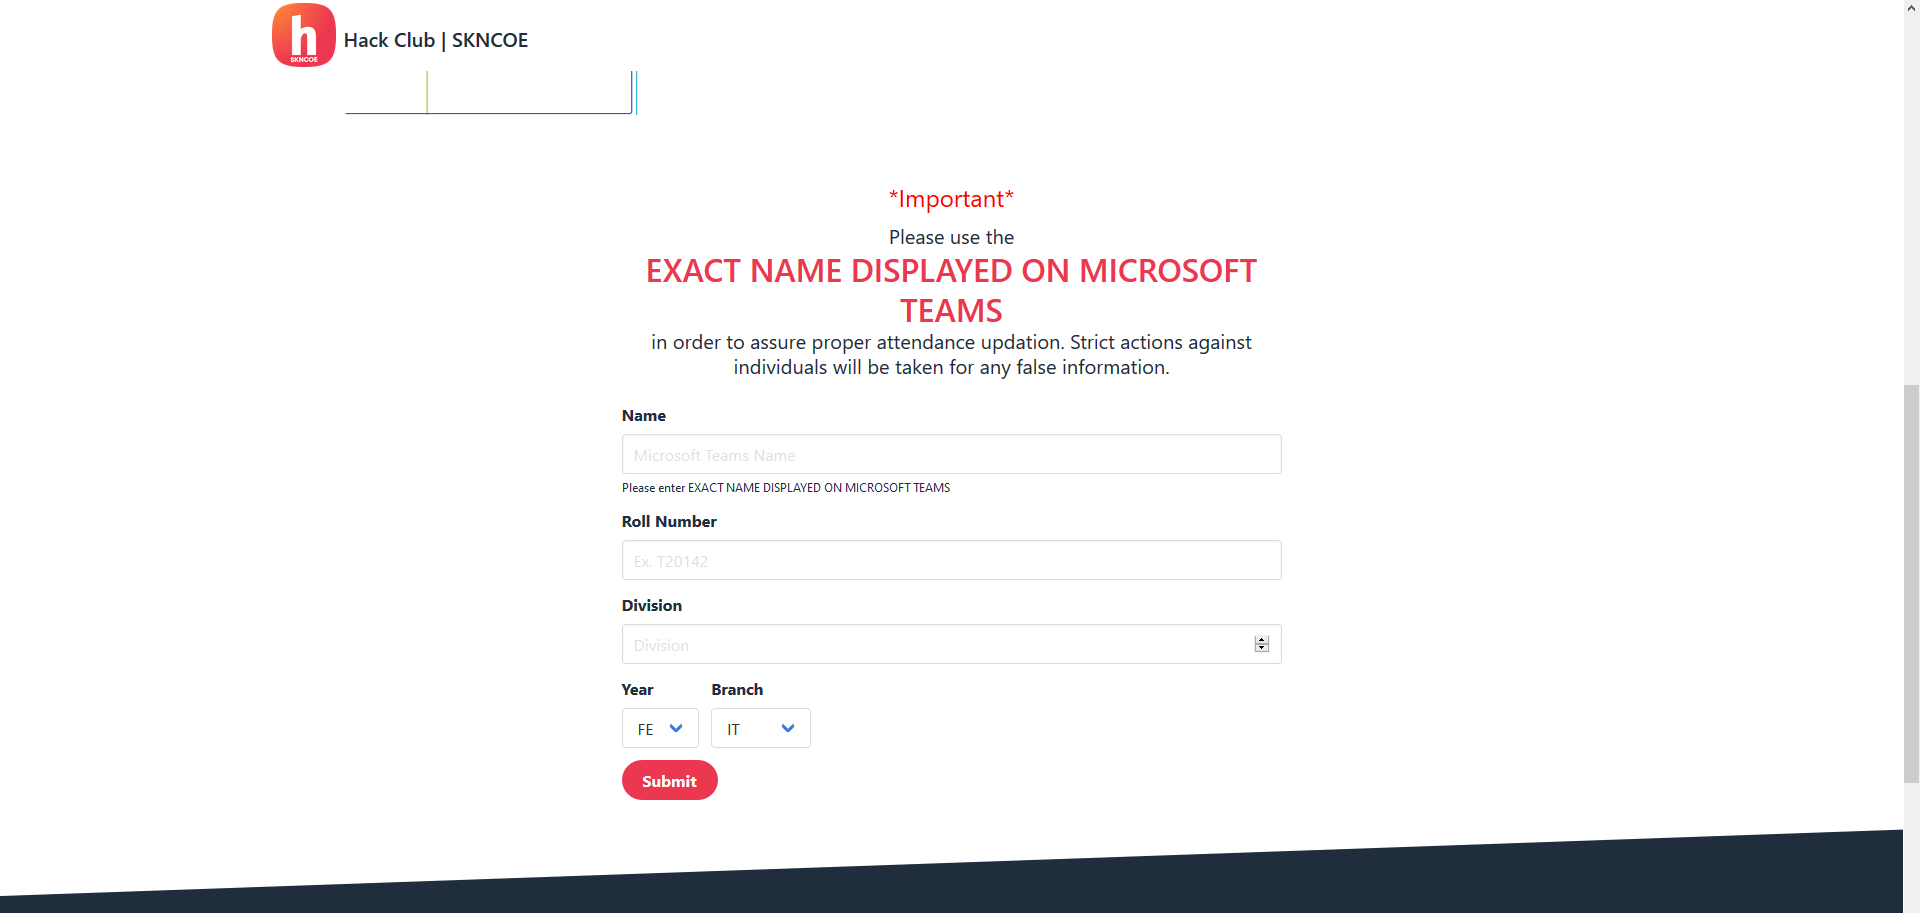 h
SKNCOE
Hack Club | SKNCOE
*Important*
Please use the
EXACT NAME DISPLAYED ON MICROSOFT
TEAMS
in order to assure proper attendance updation. Strict actions against
individuals will be taken for any false information.
Name
Microsoft Teams Name
Please enter EXACT NAME DISPLAYED ON MICROSOFT TEAMS
Roll Number
Ex. T20142
Division
Division
Year Branch
FE IT
Submit